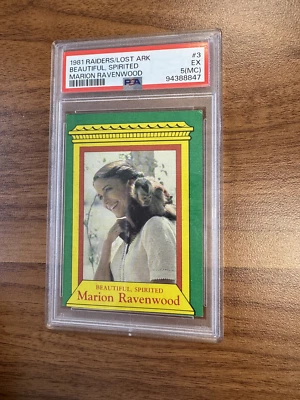 1981 RAIDERS/LOST ARK #3
BEAUTIFUL, SPIRITED EX
MARION RAVENWOOD 5(MC)
PSA 94388847
BEAUTIFUL, SPIRITED
Marion Ravenwood